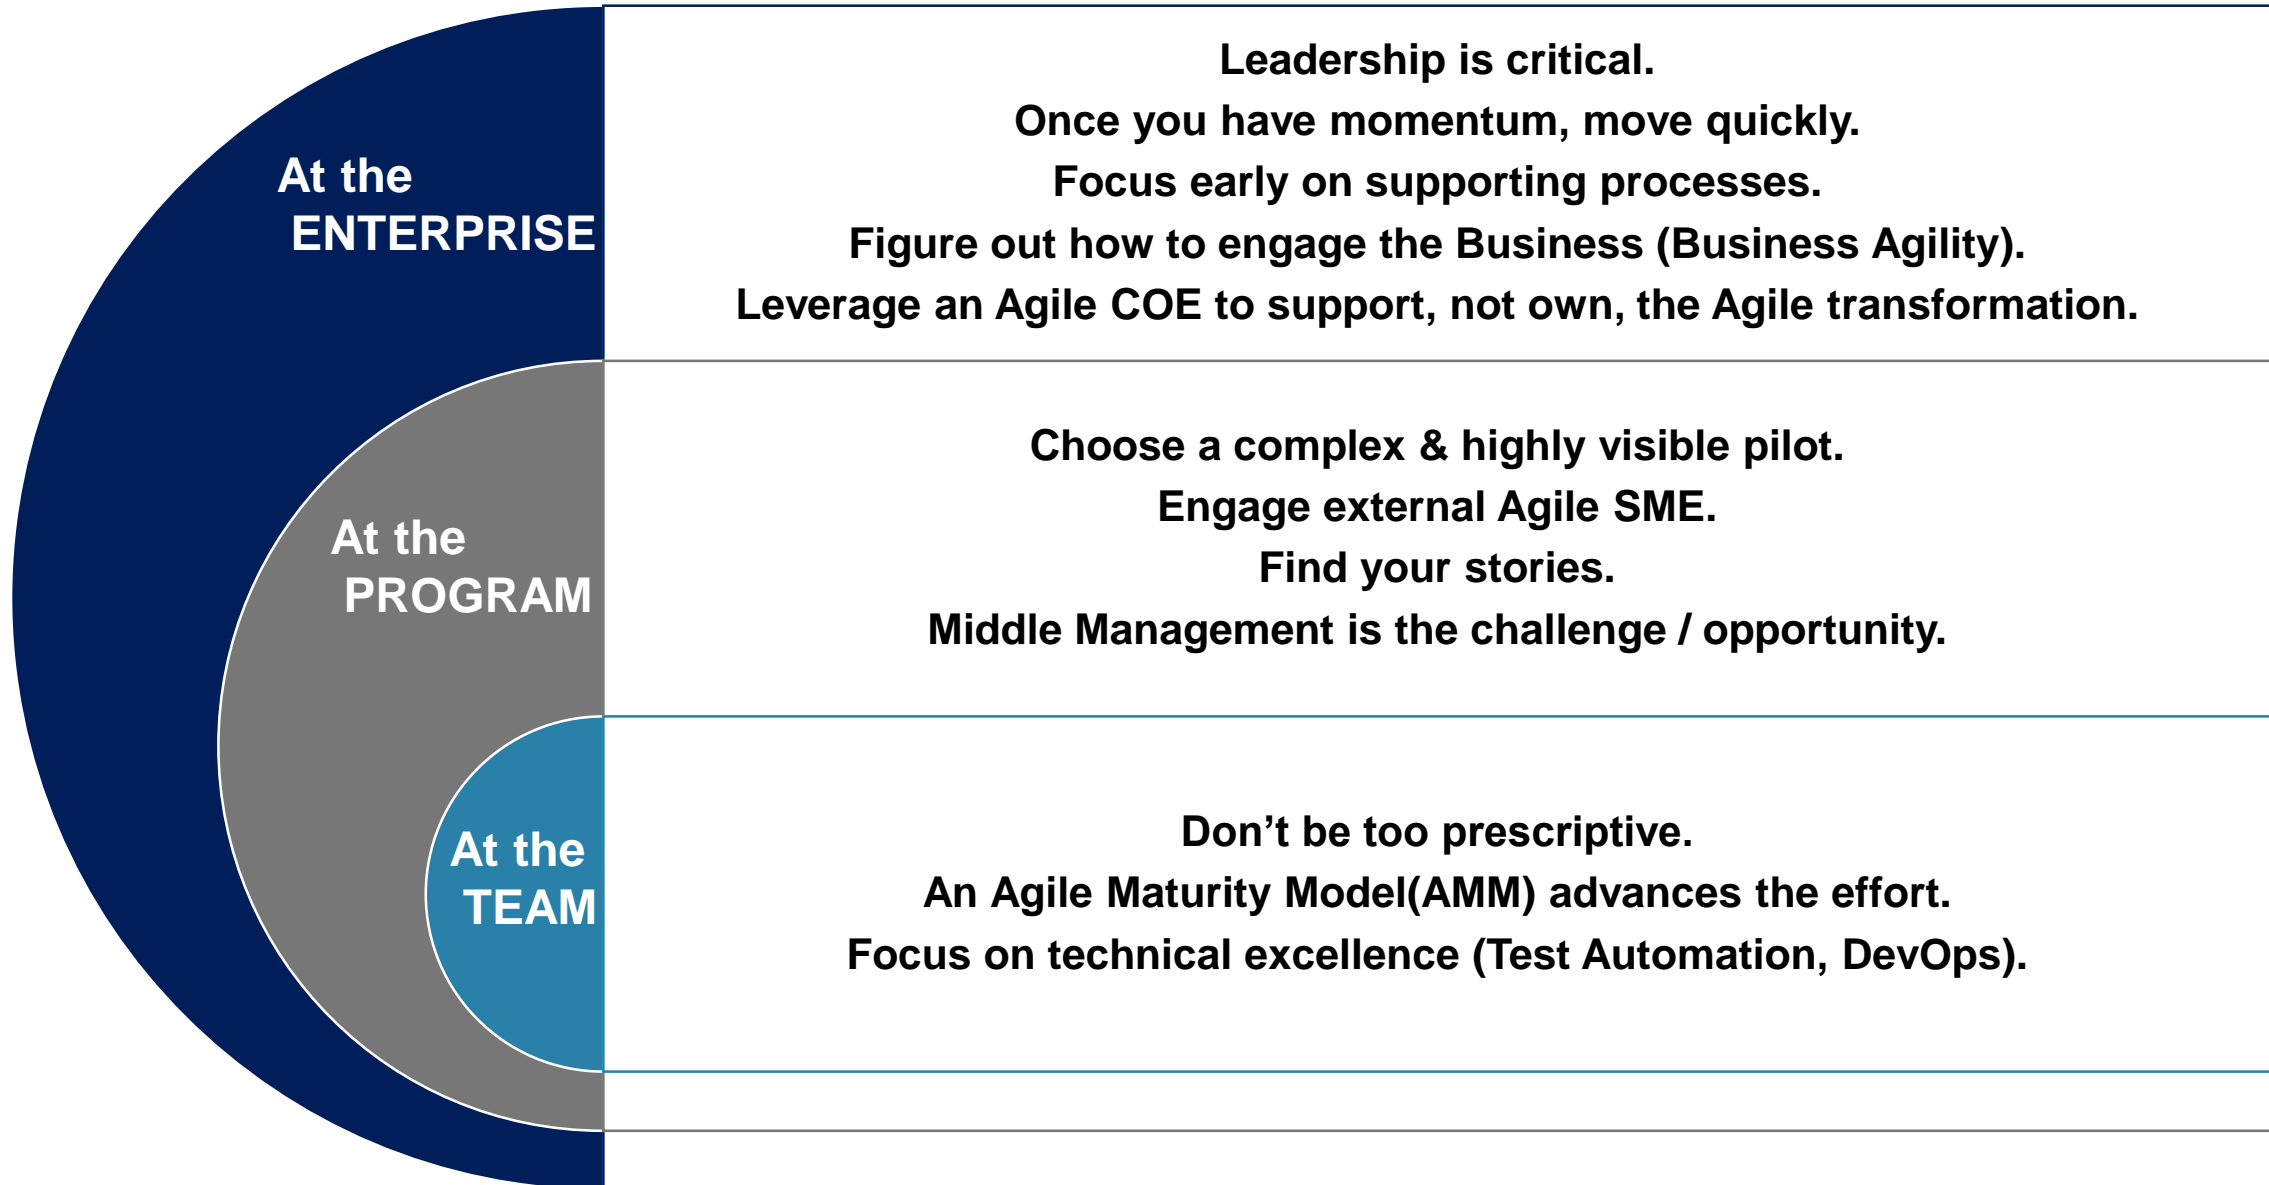 At the
ENTERPRISE
Leadership is critical.
Once you have momentum, move quickly.
Focus early on supporting processes.
Figure out how to engage the Business (Business Agility).
Leverage an Agile COE to support, not own, the Agile transformation.
At the
PROGRAM
Choose a complex & highly visible pilot.
Engage external Agile SME.
Find your stories.
Middle Management is the challenge / opportunity.
At the
TEAM
Don’t be too prescriptive.
An Agile Maturity Model(AMM) advances the effort.
Focus on technical excellence (Test Automation, DevOps).